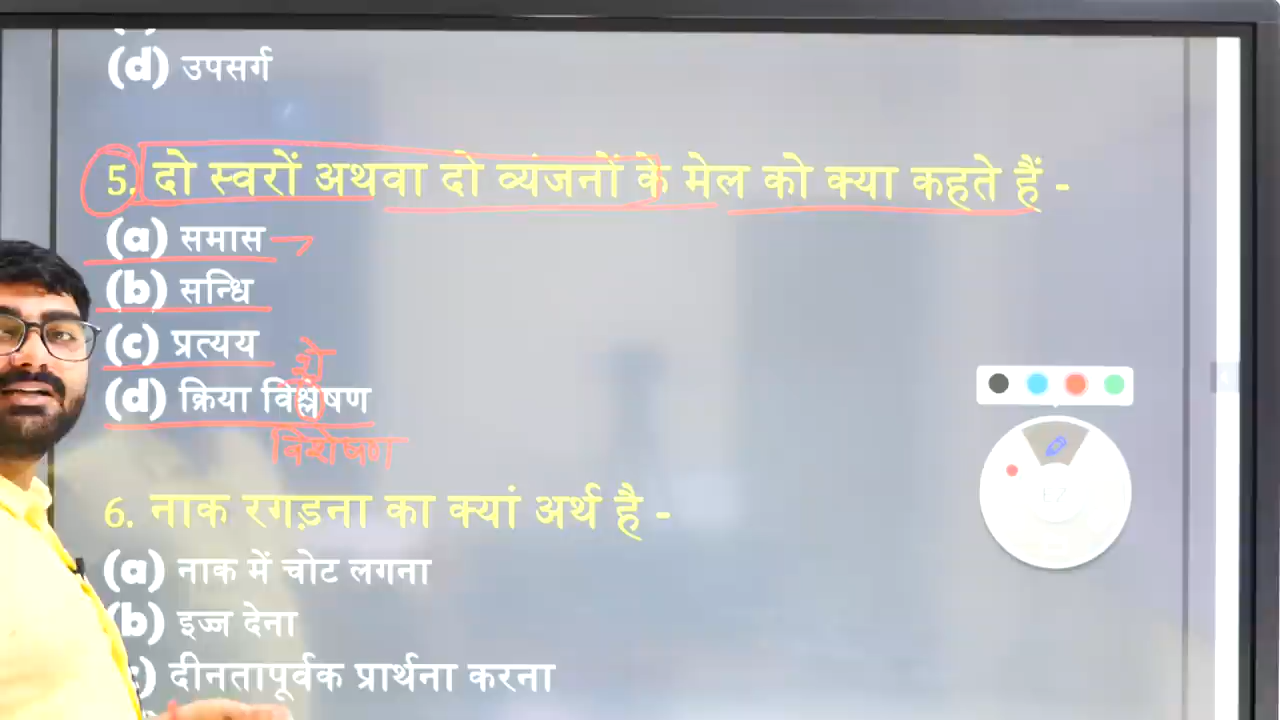 (d) उपसर्ग
5. दो स्वरों अथवा दो व्यंजनों के मेल को क्या कहते हैं -
(a) समास
(b) सन्धि
(c) प्रत्यय
शे
(d) क्रिया विश्लेषण
विशेषण
6. नाक रगड़ना का क्यां अर्थ है -
(a) नाक में चोट लगना
(b) इज्ज देना
) दीनतापूर्वक प्रार्थना करना